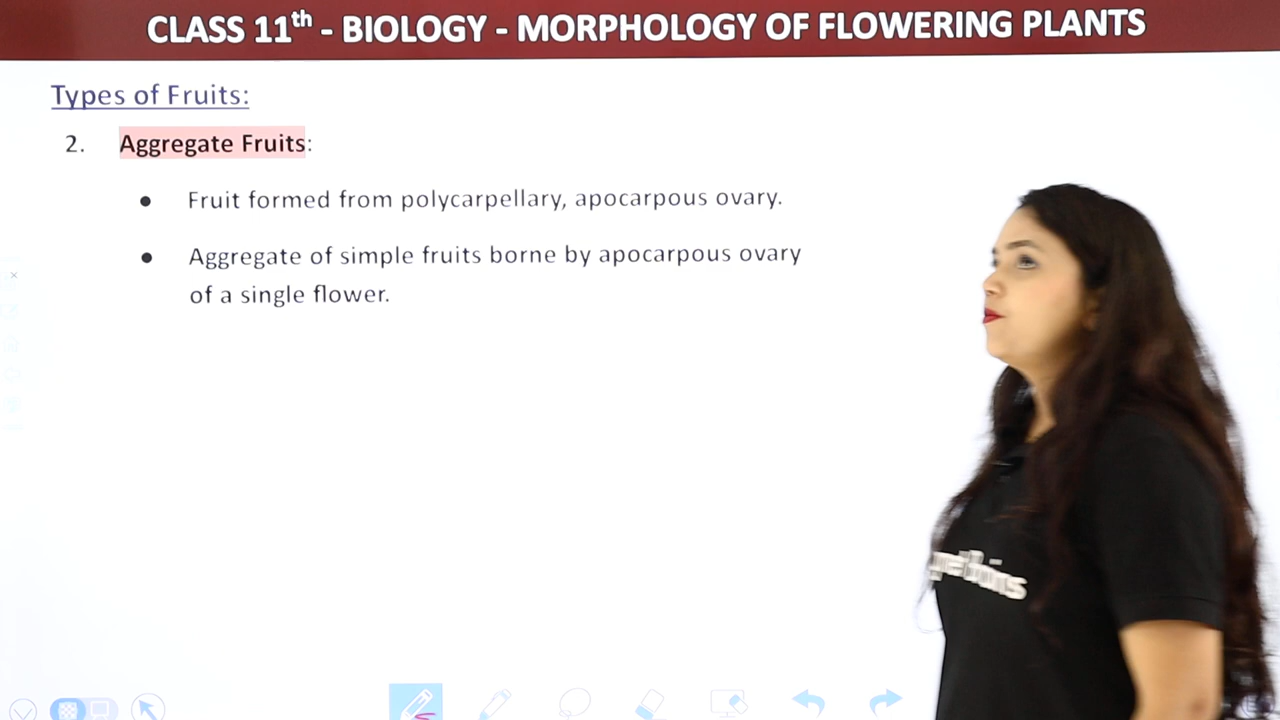 CLASS 11th - BIOLOGY - MORPHOLOGY OF FLOWERING PLANTS
Types of Fruits:
2. Aggregate Fruits:
● Fruit formed from polycarpellary, apocarpous ovary.
● Aggregate of simple fruits borne by apocarpous ovary
of a single flower.